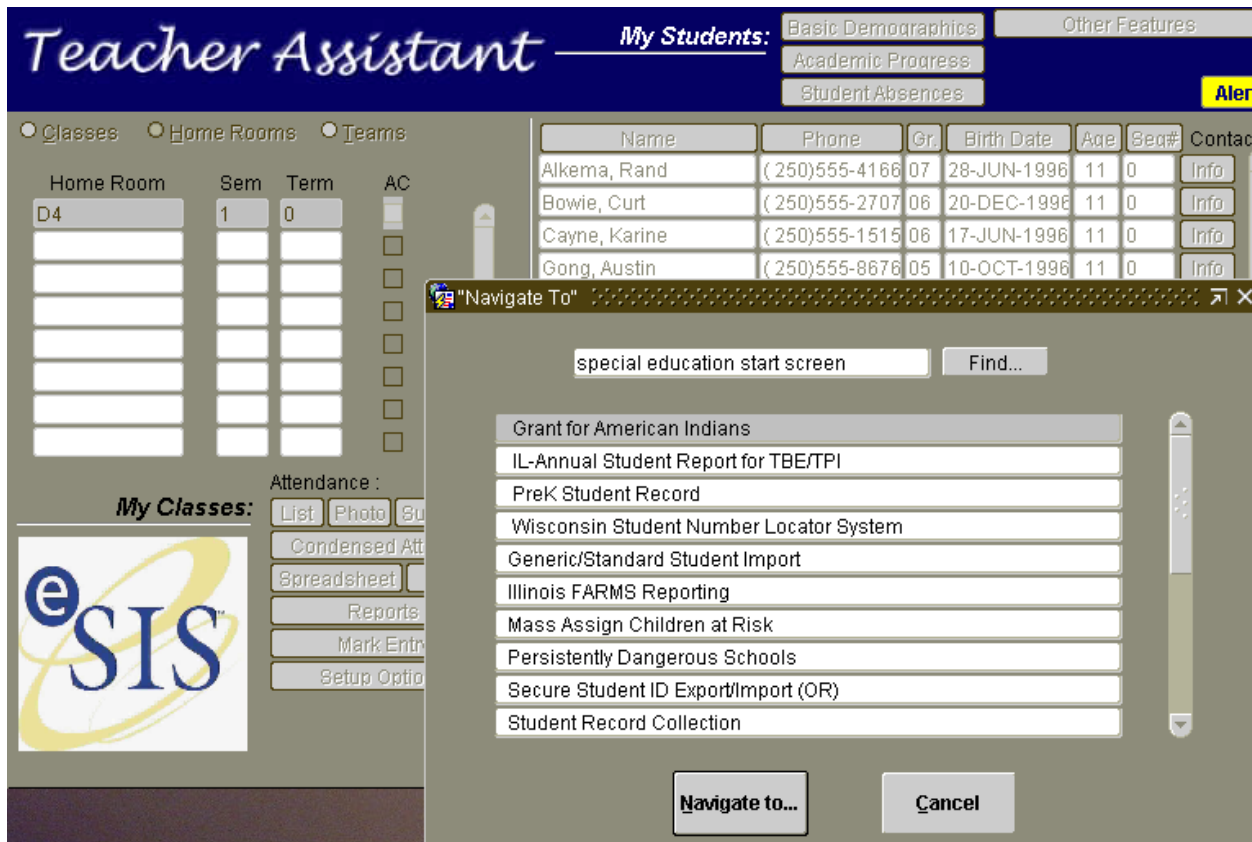 Teacher Assistant
My Students:
Basic Demographics
Other Features
Academic Progress
Student Absences
Aler
Classes Home Rooms Teams
Home Room Sem Term AC
D4 1 0
Name Phone Gr. Birth Date Age Seq# Contac
Alkema, Rand ( 250)555-4166 07 28-JUN-1996 11 0 Info
Bowie, Curt ( 250)555-2707 06 20-DEC-1996 11 0 Info
Cayne, Karine ( 250)555-1515 06 17-JUN-1996 11 0 Info
Gong, Austin ( 250)555-8676 05 10-OCT-1996 11 0 Info
"Navigate To"
special education start screen Find...
Grant for American Indians
IL-Annual Student Report for TBE/TPI
PreK Student Record
Wisconsin Student Number Locator System
Generic/Standard Student Import
Illinois FARMS Reporting
Mass Assign Children at Risk
Persistently Dangerous Schools
Secure Student ID Export/Import (OR)
Student Record Collection
Navigate to... Cancel
Attendance :
My Classes:
List Photo Su
Condensed Att
Spreadsheet
Reports
Mark Entr
Setup Optio
eSIS™